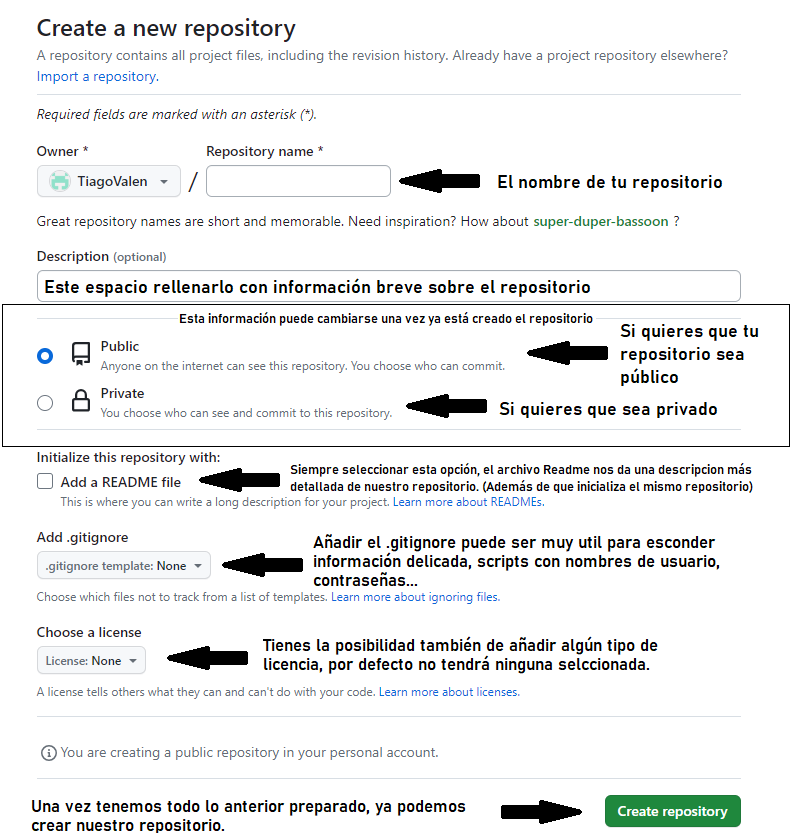 Create a new repository
A repository contains all project files, including the revision history. Already have a project repository elsewhere?
Import a repository.
Required fields are marked with an asterisk (*).
Owner *
Repository name *
TiagoValen
/
El nombre de tu repositorio
Great repository names are short and memorable. Need inspiration? How about super-duper-bassoon ?
Description (optional)
Este espacio rellenarlo con información breve sobre el repositorio
Esta información puede cambiarse una vez ya está creado el repositorio
Public
Anyone on the internet can see this repository. You choose who can commit.
Si quieres que tu
repositorio sea
público
Private
You choose who can see and commit to this repository.
Si quieres que sea privado
Initialize this repository with:
Add a README file
This is where you can write a long description for your project. Learn more about READMEs.
Siempre seleccionar esta opción, el archivo Readme nos da una descripcion más
detallada de nuestro repositorio. (Además de que inicializa el mismo repositorio)
Add .gitignore
.gitignore template: None
Añadir el .gitignore puede ser muy util para esconder
información delicada, scripts con nombres de usuario,
contraseñas...
Choose which files not to track from a list of templates. Learn more about ignoring files.
Choose a license
License: None
Tienes la posibilidad también de añadir algún tipo de
licencia, por defecto no tendrá ninguna selccionada.
A license tells others what they can and can't do with your code. Learn more about licenses.
You are creating a public repository in your personal account.
Una vez tenemos todo lo anterior preparado, ya podemos
crear nuestro repositorio.
Create repository